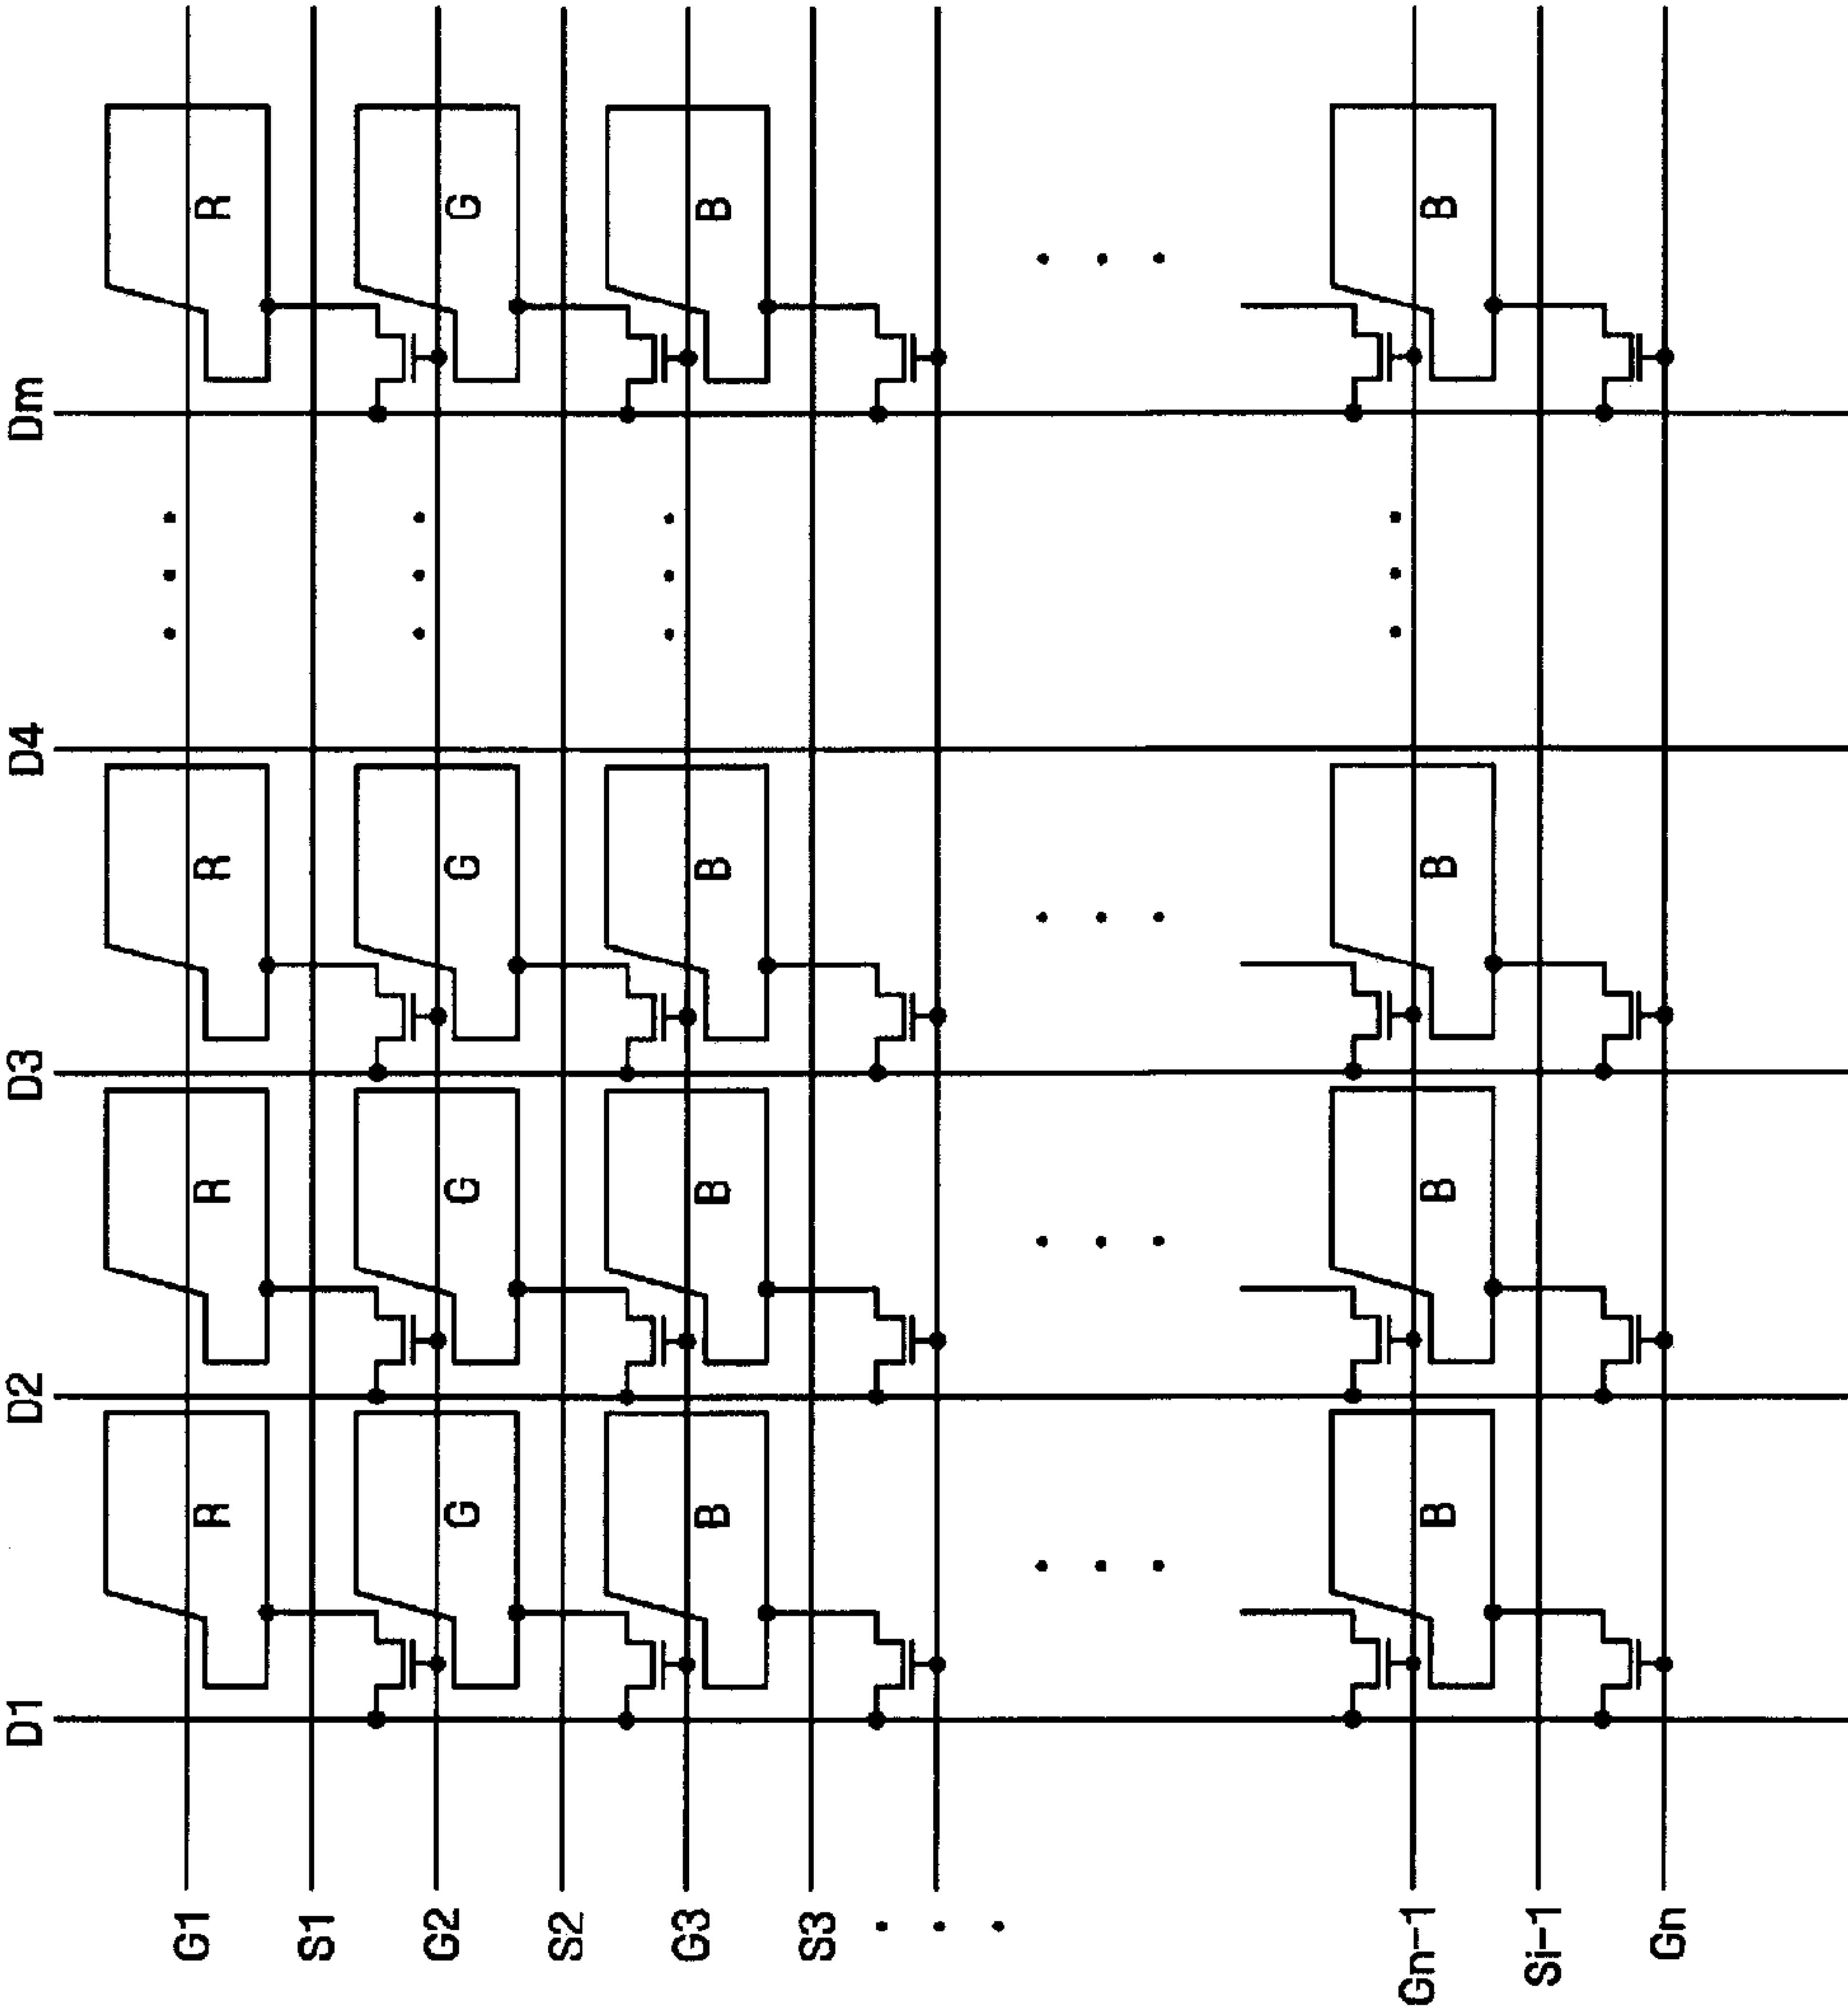 D1 D2 D3 D4 Dm
G1 R R R R
S1
G2 G G G G
S2
G3 B B B B
S3
Gn-1 B B B B
Si-1
Gn